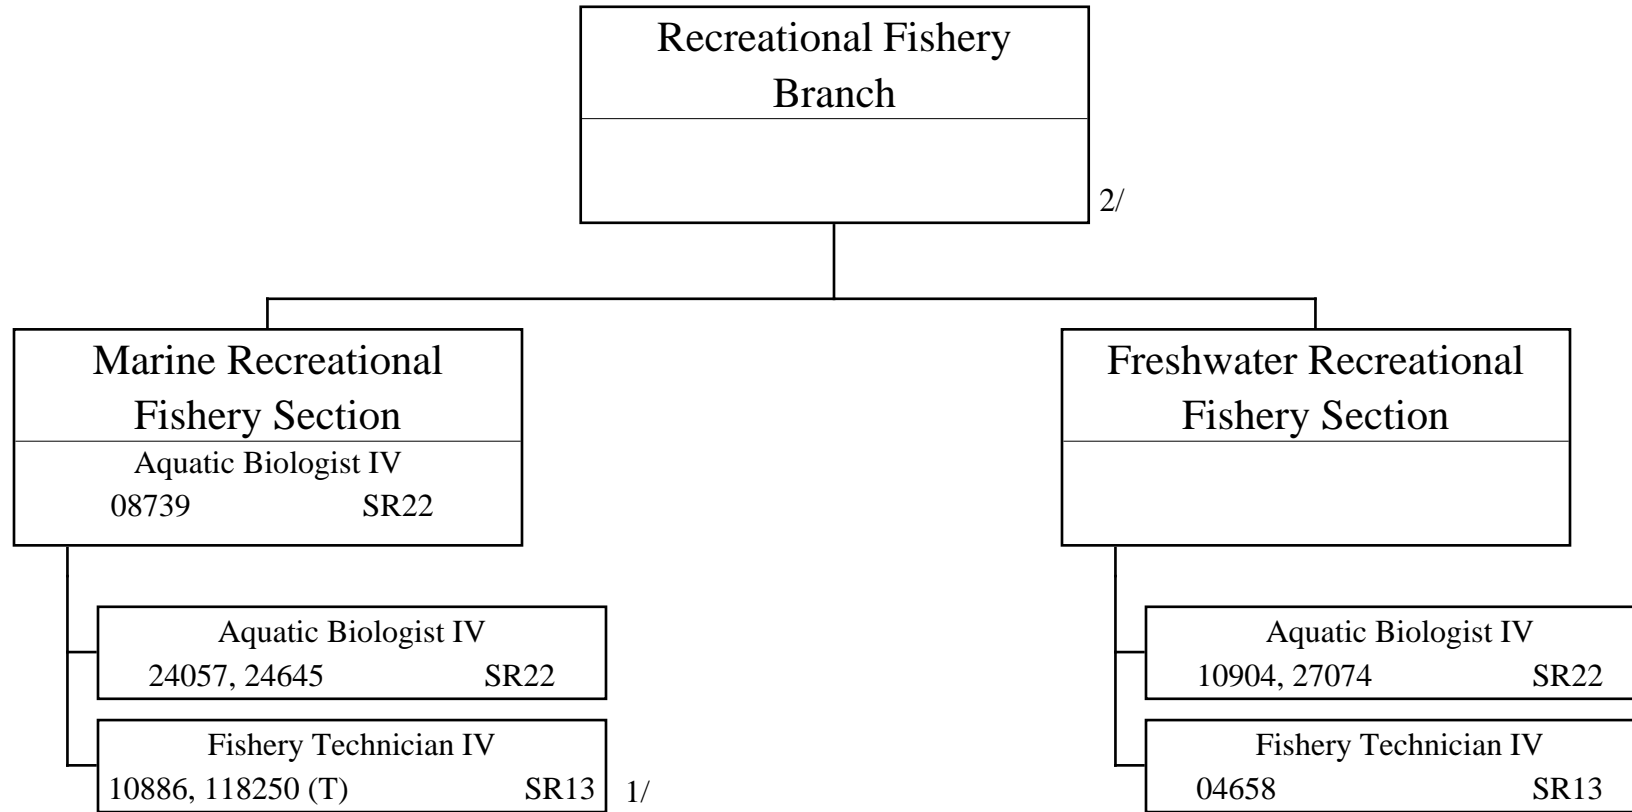 Recreational Fishery
Branch
2/
Marine Recreational
Fishery Section
Aquatic Biologist IV
08739 SR22
Aquatic Biologist IV
24057, 24645 SR22
Fishery Technician IV
10886, 118250 (T) SR13 1/
Freshwater Recreational
Fishery Section
Aquatic Biologist IV
10904, 27074 SR22
Fishery Technician IV
04658 SR13